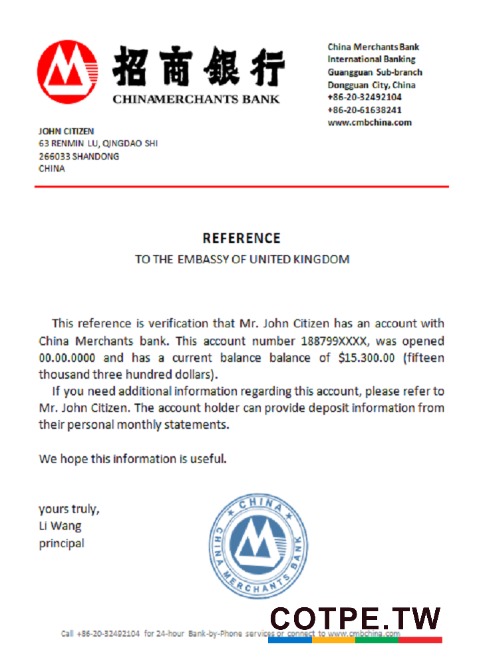 招商銀行
CHINAMERCHANTS BANK
China Merchants Bank
International Banking
Guangguan Sub-branch
Dongguan City, China
+86-20-32492104
+86-20-61638241
www.cmbchina.com
JOHN CITIZEN
63 RENMIN LU, QINGDAO SHI
266033 SHANDONG
CHINA
REFERENCE
TO THE EMBASSY OF UNITED KINGDOM
This reference is verification that Mr. John Citizen has an account with
China Merchants bank. This account number 188799XXXX, was opened
00.00.0000 and has a current balance balance of $15.300.00 (fifteen
thousand three hundred dollars).
If you need additional information regarding this account, please refer to
Mr. John Citizen. The account holder can provide deposit information from
their personal monthly statements.
We hope this information is useful.
yours truly,
Li Wang
principal
CHINA
CHINA MERCHANTS BANK
COTPE.TW
Call +86-20-32492104 for 24-hour Bank-by-Phone services or connect to www.cmbchina.com